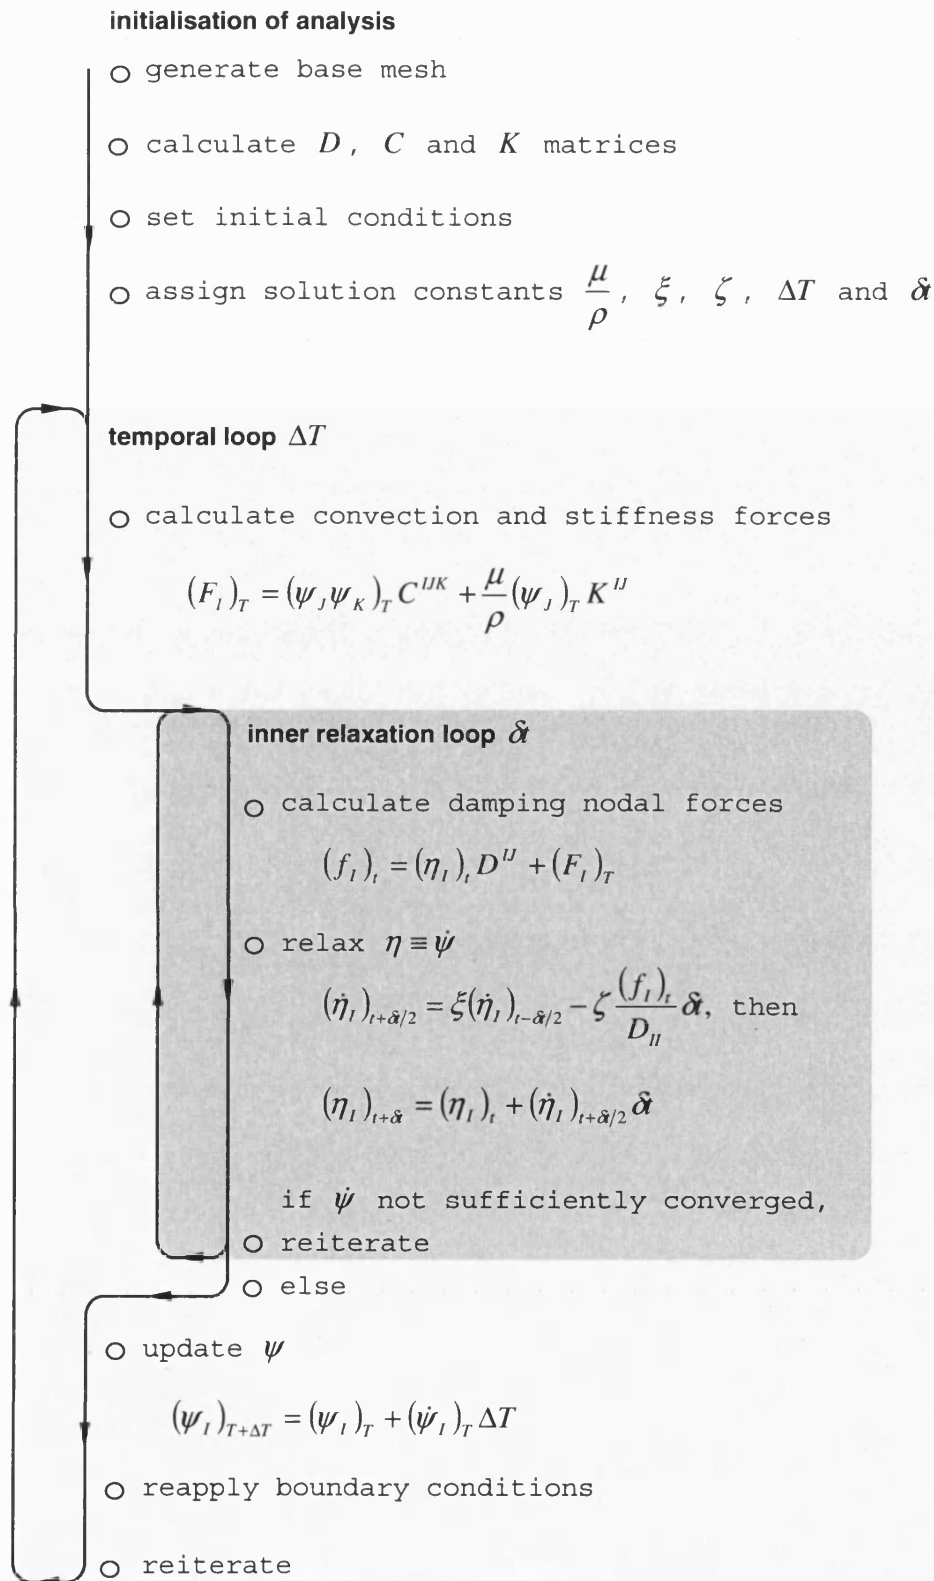 initialisation of analysis
generate base mesh
calculate D, C and K matrices
set initial conditions
assign solution constants μ/ρ, ξ, ζ, ΔT and δt
temporal loop ΔT
calculate convection and stiffness forces
(F_I)_T = (ψ_J ψ_K)_T C^{IJK} + μ/ρ (ψ_J)_T K^{IJ}
inner relaxation loop δt
calculate damping nodal forces
(f_I)_t = (η_I)_t D^{IJ} + (F_I)_T
relax η ≡ ψ̇
(η̇_I)_{t+δt/2} = ξ(η̇_I)_{t−δt/2} − ζ (f_I)_t / D_{II} δt, then
(η_I)_{t+δt} = (η_I)_t + (η̇_I)_{t+δt/2} δt
if ψ̇ not sufficiently converged,
reiterate
else
update ψ
(ψ_I)_{T+ΔT} = (ψ_I)_T + (ψ̇_I)_T ΔT
reapply boundary conditions
reiterate